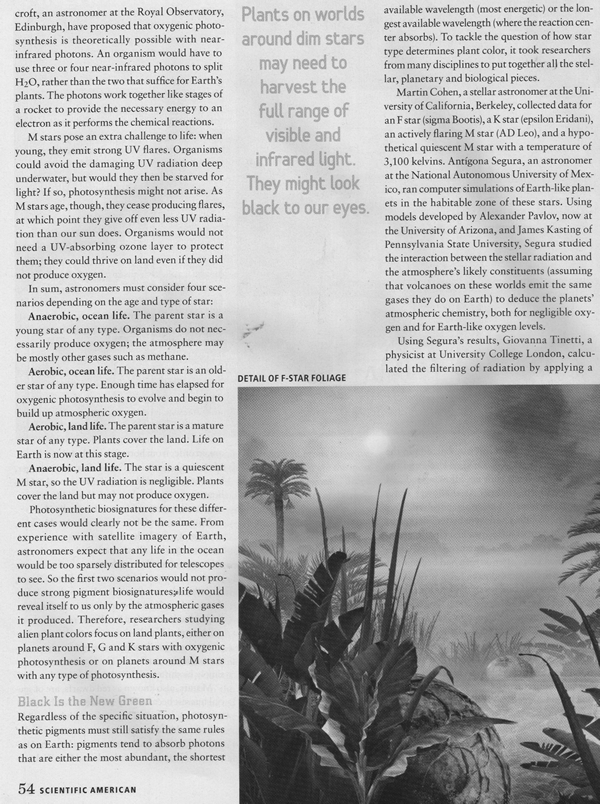 croft, an astronomer at the Royal Observatory,
Edinburgh, have proposed that oxygenic photo-
synthesis is theoretically possible with near-
infrared photons. An organism would have to
use three or four near-infrared photons to split
H₂O, rather than the two that suffice for Earth's
plants. The photons work together like stages of
a rocket to provide the necessary energy to an
electron as it performs the chemical reactions.
M stars pose an extra challenge to life: when
young, they emit strong UV flares. Organisms
could avoid the damaging UV radiation deep
underwater, but would they then be starved for
light? If so, photosynthesis might not arise. As
M stars age, though, they cease producing flares,
at which point they give off even less UV radia-
tion than our sun does. Organisms would not
need a UV-absorbing ozone layer to protect
them; they could thrive on land even if they did
not produce oxygen.
In sum, astronomers must consider four sce-
narios depending on the age and type of star:
Anaerobic, ocean life. The parent star is a
young star of any type. Organisms do not nec-
essarily produce oxygen; the atmosphere may
be mostly other gases such as methane.
Aerobic, ocean life. The parent star is an old-
er star of any type. Enough time has elapsed for
oxygenic photosynthesis to evolve and begin to
build up atmospheric oxygen.
Aerobic, land life. The parent star is a mature
star of any type. Plants cover the land. Life on
Earth is now at this stage.
Anaerobic, land life. The star is a quiescent
M star, so the UV radiation is negligible. Plants
cover the land but may not produce oxygen.
Photosynthetic biosignatures for these differ-
ent cases would clearly not be the same. From
experience with satellite imagery of Earth,
astronomers expect that any life in the ocean
would be too sparsely distributed for telescopes
to see. So the first two scenarios would not pro-
duce strong pigment biosignatures; life would
reveal itself to us only by the atmospheric gases
it produced. Therefore, researchers studying
alien plant colors focus on land plants, either on
planets around F, G and K stars with oxygenic
photosynthesis or on planets around M stars
with any type of photosynthesis.
Black Is the New Green
Regardless of the specific situation, photosyn-
thetic pigments must still satisfy the same rules
as on Earth: pigments tend to absorb photons
that are either the most abundant, the shortest
Plants on worlds
around dim stars
may need to
harvest the
full range of
visible and
infrared light.
They might look
black to our eyes.
available wavelength (most energetic) or the lon-
gest available wavelength (where the reaction cen-
ter absorbs). To tackle the question of how star
type determines plant color, it took researchers
from many disciplines to put together all the stel-
lar, planetary and biological pieces.
Martin Cohen, a stellar astronomer at the Uni-
versity of California, Berkeley, collected data for
an F star (sigma Bootis), a K star (epsilon Eridani),
an actively flaring M star (AD Leo), and a hypo-
thetical quiescent M star with a temperature of
3,100 kelvins. Antígona Segura, an astronomer
at the National Autonomous University of Mex-
ico, ran computer simulations of Earth-like plan-
ets in the habitable zone of these stars. Using
models developed by Alexander Pavlov, now at
the University of Arizona, and James Kasting of
Pennsylvania State University, Segura studied
the interaction between the stellar radiation and
the atmosphere's likely constituents (assuming
that volcanoes on these worlds emit the same
gases they do on Earth) to deduce the planets'
atmospheric chemistry, both for negligible oxy-
gen and for Earth-like oxygen levels.
Using Segura's results, Giovanna Tinetti, a
physicist at University College London, calcu-
lated the filtering of radiation by applying a
DETAIL OF F-STAR FOLIAGE
54 SCIENTIFIC AMERICAN